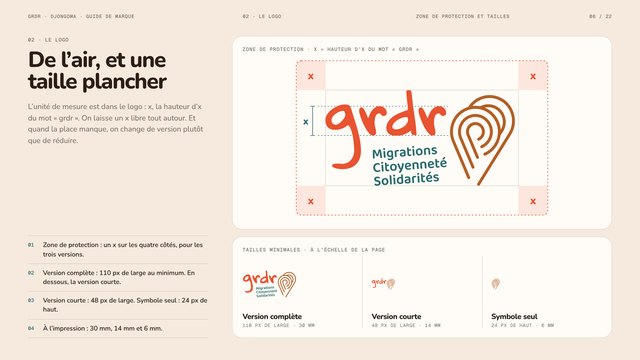 GRDR · DJONGOMA · GUIDE DE MARQUE
02 · LE LOGO
ZONE DE PROTECTION ET TAILLES
06 / 22
02 · LE LOGO
De l’air, et une
taille plancher
L’unité de mesure est dans le logo : x, la hauteur d’x
du mot « grdr ». On laisse un x libre tout autour. Et
quand la place manque, on change de version plutôt
que de réduire.
01 Zone de protection : un x sur les quatre côtés, pour les
trois versions.
02 Version complète : 110 px de large au minimum. En
dessous, la version courte.
03 Version courte : 48 px de large. Symbole seul : 24 px de
haut.
04 À l’impression : 30 mm, 14 mm et 6 mm.
ZONE DE PROTECTION · X = HAUTEUR D’X DU MOT « GRDR »
x
x
x
grdr
Migrations
Citoyenneté
Solidarités
x
x
TAILLES MINIMALES · À L’ÉCHELLE DE LA PAGE
grdr
Migrations
Citoyenneté
Solidarités
grdr
Version complète
110 PX DE LARGE · 30 MM
Version courte
48 PX DE LARGE · 14 MM
Symbole seul
24 PX DE HAUT · 6 MM